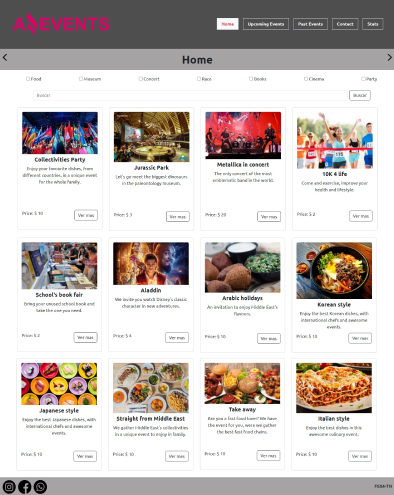 A$EVENTS
Home
Upcoming Events
Past Events
Contact
Stats
Home
Food
Museum
Concert
Race
Books
Cinema
Party
Buscar
Buscar
Collectivities Party
Enjoy your favourite dishes, from
different countries, in a unique event
for the whole family.
Price: $ 10
Ver mas
Jurassic Park
Let's go meet the biggest dinosaurs
in the paleontology museum.
Price: $ 3
Ver mas
Metallica in concert
The only concert of the most
emblematic band in the world.
Price: $ 20
Ver mas
10K 4 life
Come and exercise, improve your
health and lifestyle.
Price: $ 2
Ver mas
School's book fair
Bring your unused school book and
take the one you need.
Price: $ 2
Ver mas
Aladdin
We invite you watch Disney's classic
character in new adventures.
Price: $ 4
Ver mas
Arabic holidays
An invitation to enjoy Middle East's
flavours.
Price: $ 10
Ver mas
Korean style
Enjoy the best Korean dishes, with
international chefs and awesome
events.
Price: $ 10
Ver mas
Japanese style
Enjoy the best Japanese dishes, with
international chefs and awesome
events.
Price: $ 10
Ver mas
Straight from Middle East
We gather Middle East's collectivities
in a unique event to enjoy in family.
Price: $ 10
Ver mas
Take away
Are you a fast food lover? We have
the event for you, were we gather
the best fast food chains.
Price: $ 10
Ver mas
Italian style
Enjoy the best dishes in this
awesome culinary event.
Price: $ 10
Ver mas